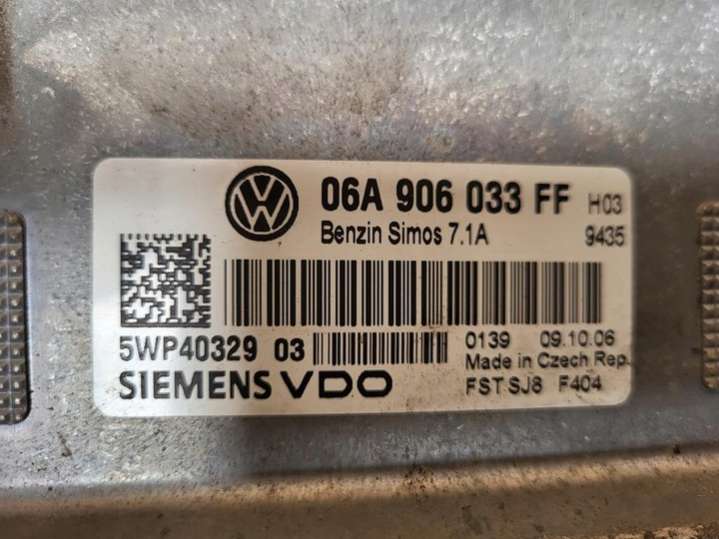 06A 906 033 FF H03
Benzin Simos 7.1A 9435
5WP40329 03 0139 09.10.06
Made in Czech Rep
SIEMENS VDO FST SJ8 F404